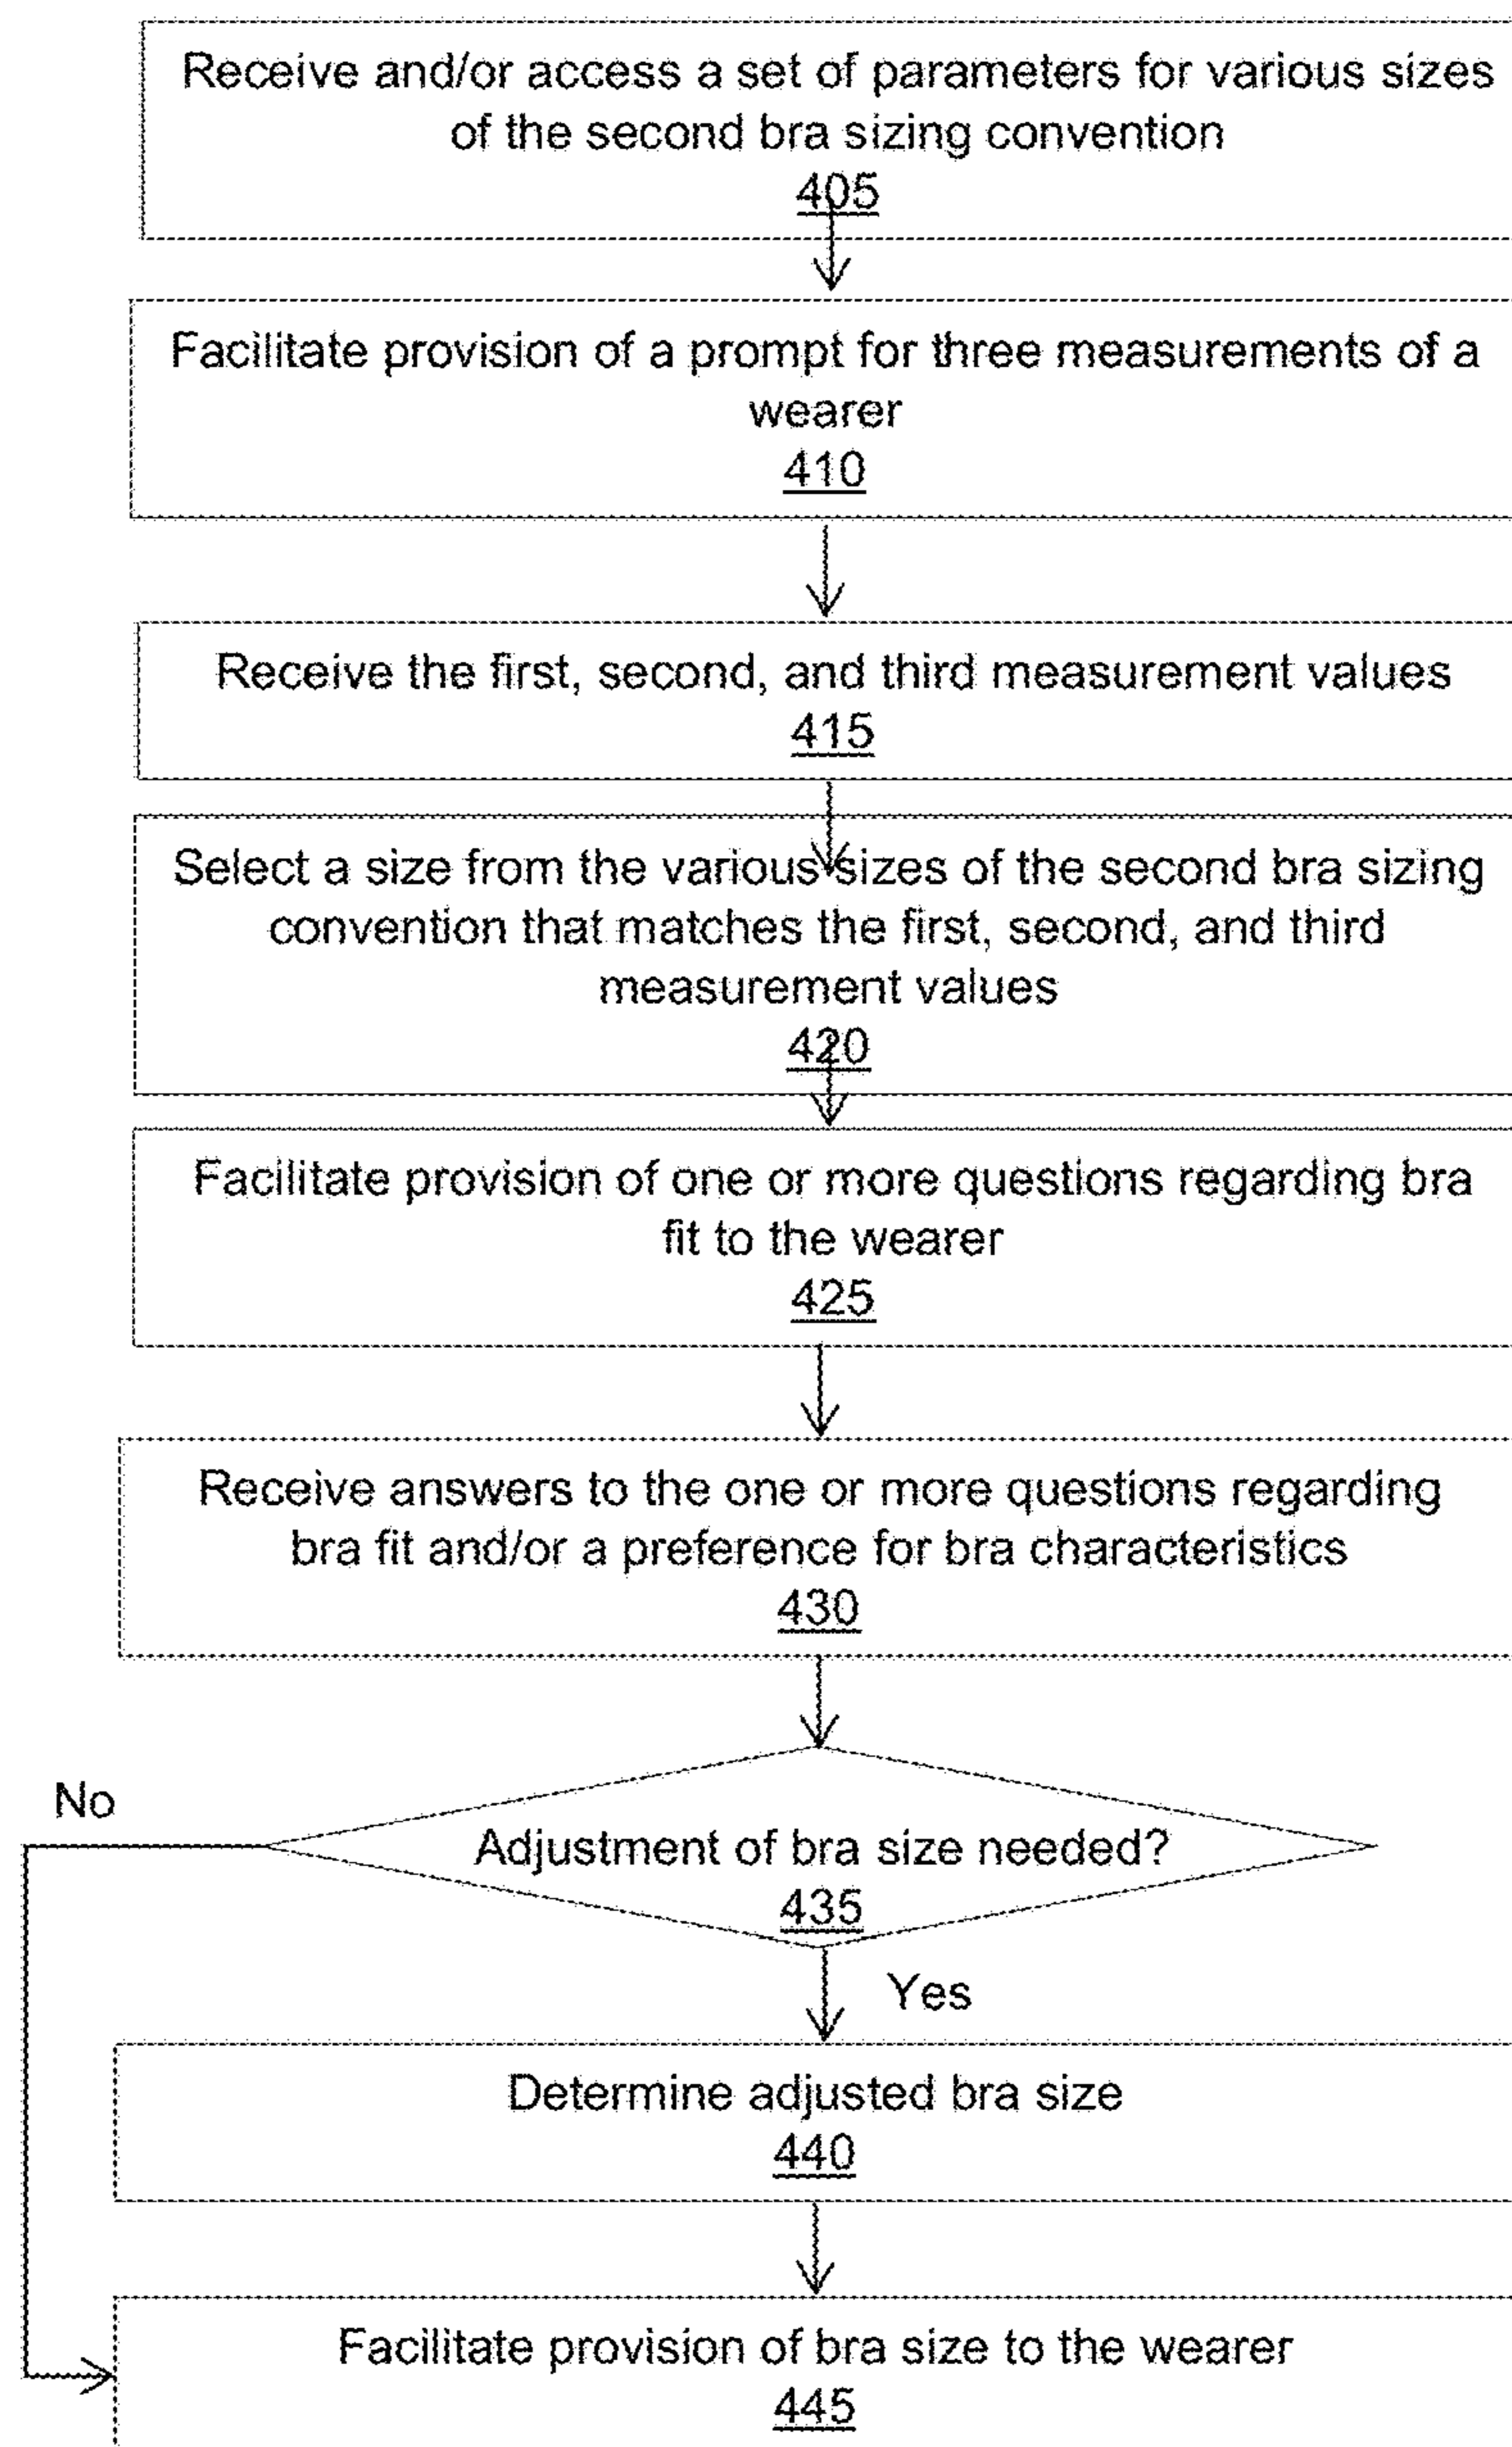 Receive and/or access a set of parameters for various sizes
of the second bra sizing convention
405
Facilitate provision of a prompt for three measurements of a
wearer
410
Receive the first, second, and third measurement values
415
Select a size from the various sizes of the second bra sizing
convention that matches the first, second, and third
measurement values
420
Facilitate provision of one or more questions regarding bra
fit to the wearer
425
Receive answers to the one or more questions regarding
bra fit and/or a preference for bra characteristics
430
No
Adjustment of bra size needed?
435
Yes
Determine adjusted bra size
440
Facilitate provision of bra size to the wearer
445